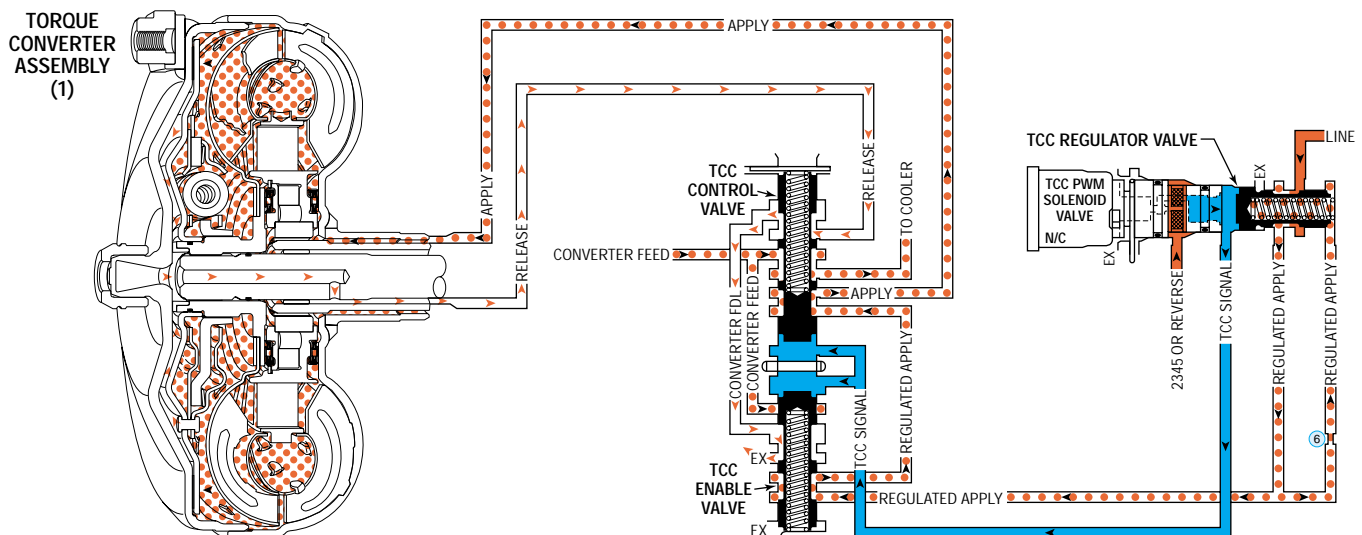 TORQUE
CONVERTER
ASSEMBLY
(1)
APPLY
APPLY
RELEASE
RELEASE
TCC
CONTROL
VALVE
TO COOLER
CONVERTER FEED
APPLY
CONVERTER FDL
CONVERTER FEED
TCC SIGNAL
REGULATED APPLY
EX
TCC
ENABLE
VALVE
EX
REGULATED APPLY
TCC REGULATOR VALVE
LINE
EX
TCC PWM
SOLENOID
VALVE
N/C
EX
2345 OR REVERSE
TCC SIGNAL
REGULATED APPLY
REGULATED APPLY
6